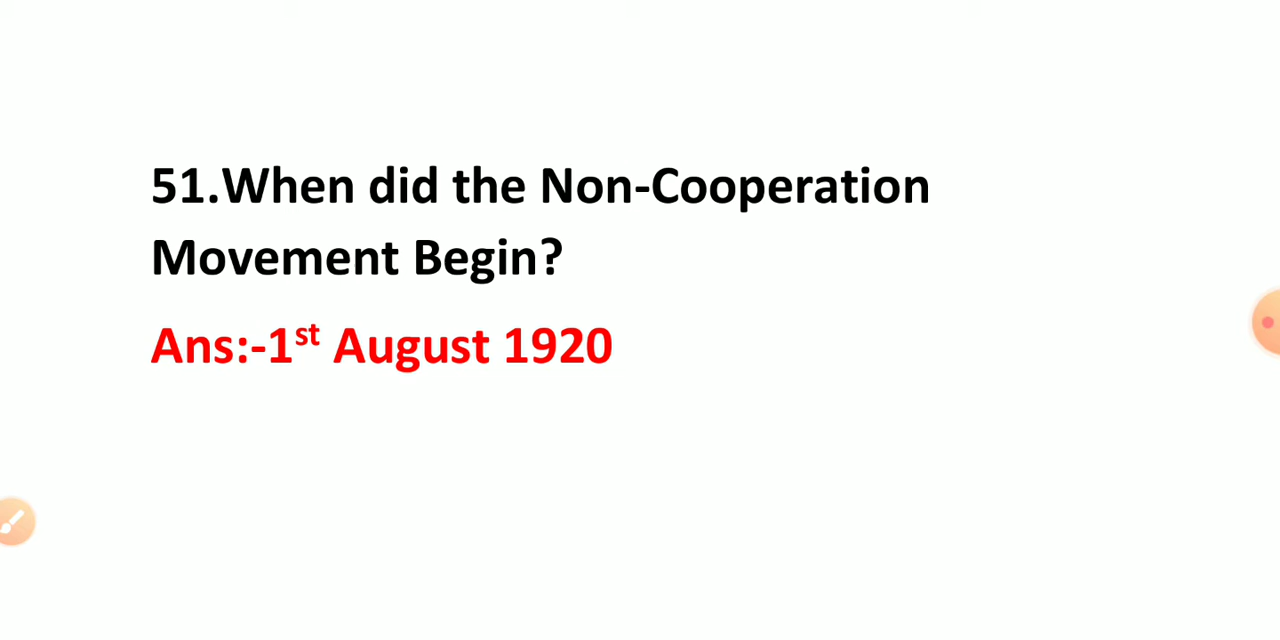 51.When did the Non-Cooperation
Movement Begin?
Ans:-1st August 1920